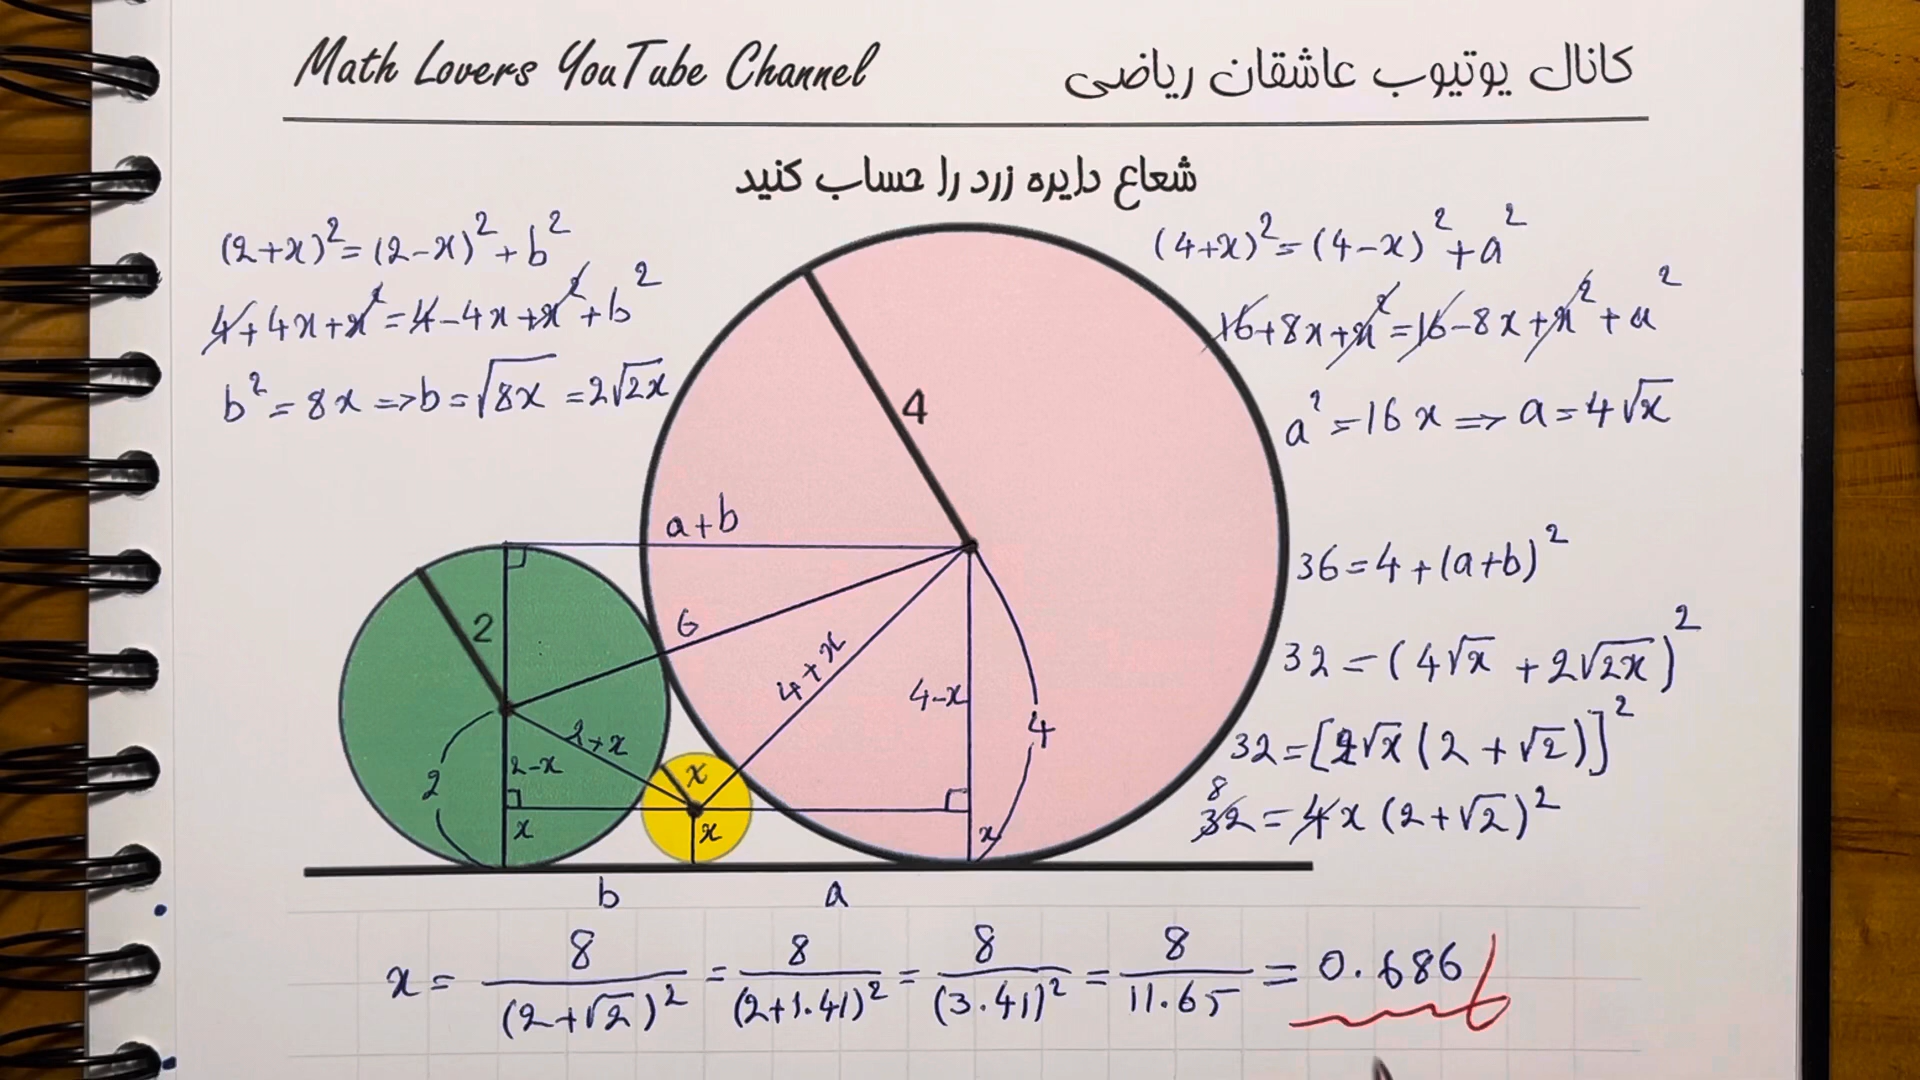 Math Lovers YouTube Channel
کانال یوتیوب عاشقان ریاضی
شعاع دایره زرد را حساب کنید
(2+x)²=(2-x)²+b²
4+4x+x²=4-4x+x²+b²
b²=8x=>b=√8x=2√2x
(4+x)²=(4-x)²+a²
16+8x+x²=16-8x+x²+a²
a²=16x=>a=4√x
4
a+b
2
6
4+x
4-x
4
2+x
2-x
2
x
x
x
x
b
a
36=4+(a+b)²
32=(4√x+2√2x)²
32=[2√x(2+√2)]²
8
32=4x(2+√2)²
x=8/(2+√2)²=8/(2+1.41)²=8/(3.41)²=8/11.65=0.686